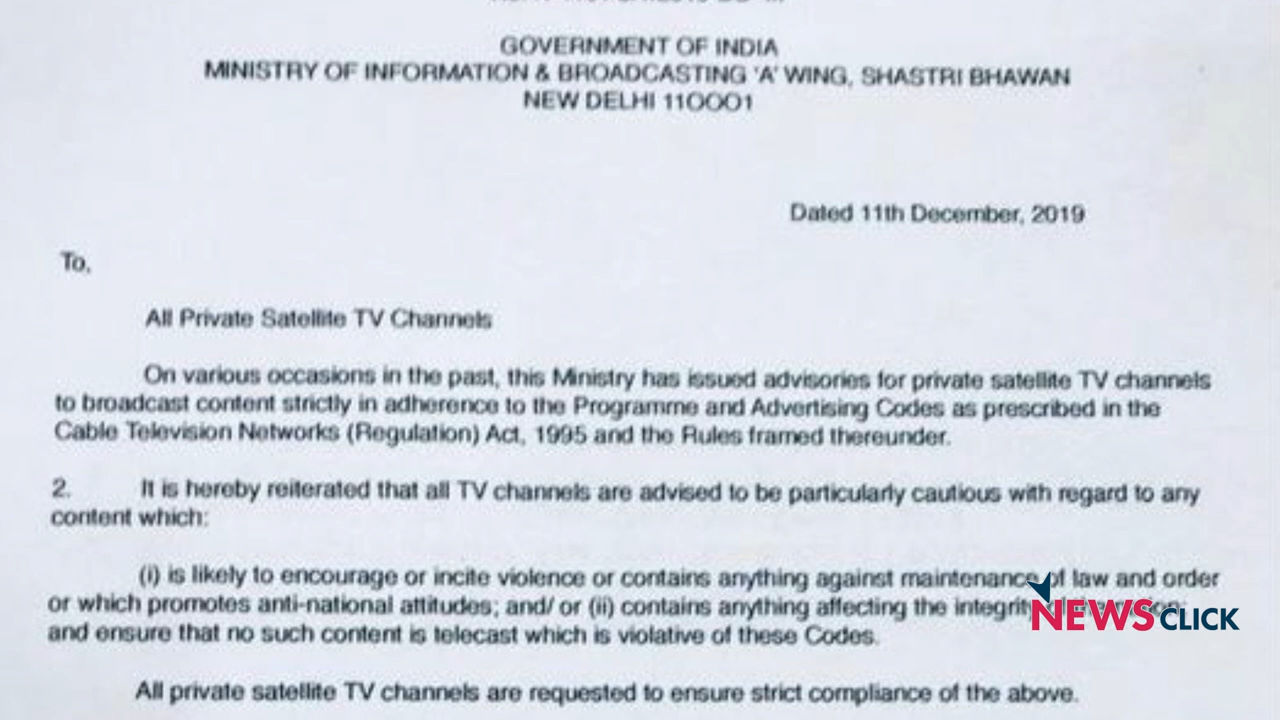 GOVERNMENT OF INDIA
MINISTRY OF INFORMATION & BROADCASTING 'A' WING, SHASTRI BHAWAN
NEW DELHI 110001
Dated 11th December, 2019
To,
All Private Satellite TV Channels
On various occasions in the past, this Ministry has issued advisories for private satellite TV channels
to broadcast content strictly in adherence to the Programme and Advertising Codes as prescribed in the
Cable Television Networks (Regulation) Act, 1995 and the Rules framed thereunder.
2. It is hereby reiterated that all TV channels are advised to be particularly cautious with regard to any
content which:
(i) is likely to encourage or incite violence or contains anything against maintenance of law and order
or which promotes anti-national attitudes; and/ or (ii) contains anything affecting the integrity
NEWSCLICK
and ensure that no such content is telecast which is violative of these Codes.
All private satellite TV channels are requested to ensure strict compliance of the above.